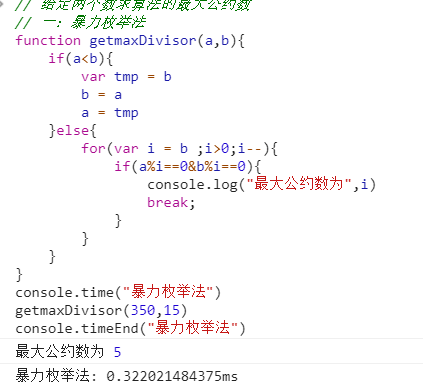 // 给定两个数求算法的最大公约数
// 一：暴力枚举法
function getmaxDivisor(a,b){
    if(a<b){
        var tmp = b
        b = a
        a = tmp
    }else{
        for(var i = b ;i>0;i--){
            if(a%i==0&b%i==0){
                console.log("最大公约数为",i)
                break;
            }
        }
    }
}
console.time("暴力枚举法")
getmaxDivisor(350,15)
console.timeEnd("暴力枚举法")
最大公约数为 5
暴力枚举法: 0.322021484375ms